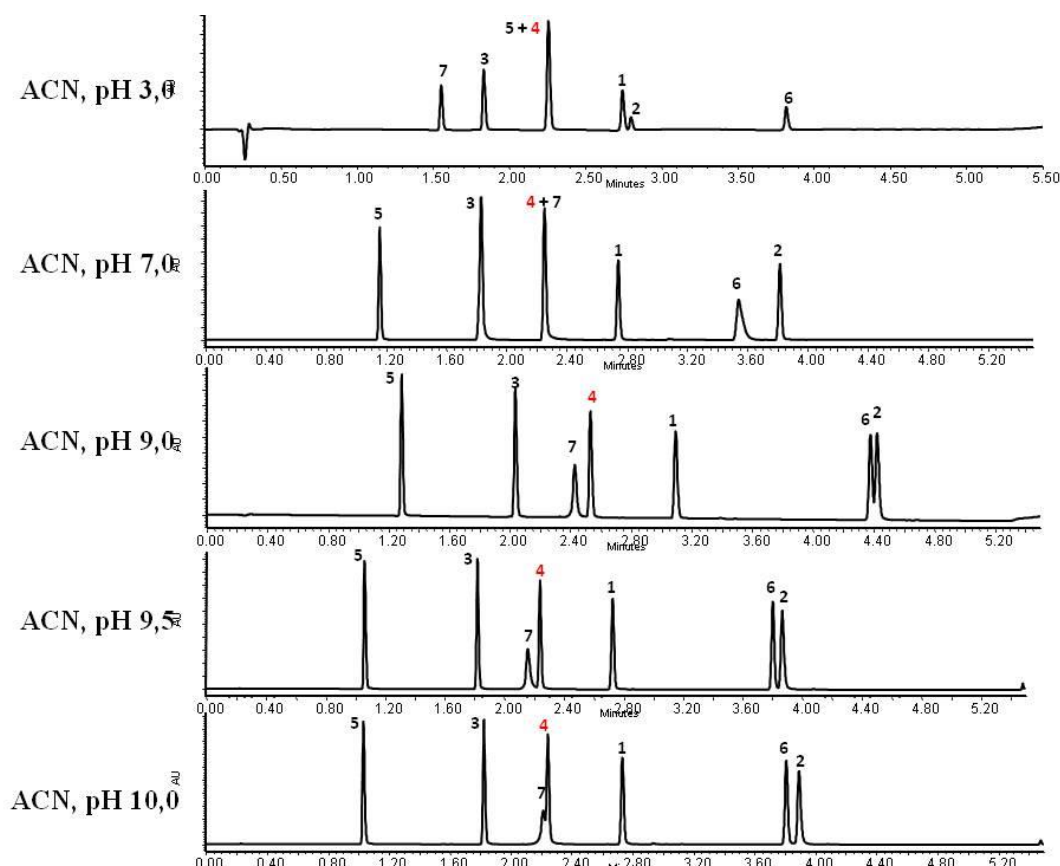 5 + 4
7 3 1 2 6
ACN, pH 3,0
0.00 0.50 1.00 1.50 2.00 2.50 3.00 3.50 4.00 4.50 5.00 5.50
Minutes
5 3 4 + 7 1 6 2
ACN, pH 7,0
AU
0.00 0.40 0.80 1.20 1.60 2.00 2.40 2.80 3.20 3.60 4.00 4.40 4.80 5.20
Minutes
5 3 7 4 1 6 2
ACN, pH 9,0
AU
0.00 0.40 0.80 1.20 1.60 2.00 2.40 2.80 3.20 3.60 4.00 4.40 4.80 5.20
Minutes
5 3 7 4 1 6 2
ACN, pH 9,5
AU
0.00 0.40 0.80 1.20 1.60 2.00 2.40 2.80 3.20 3.60 4.00 4.40 4.80 5.20
Minutes
5 3 7 4 1 6 2
ACN, pH 10,0
AU
0.00 0.40 0.80 1.20 1.60 2.00 2.40 2.80 3.20 3.60 4.00 4.40 4.80 5.20